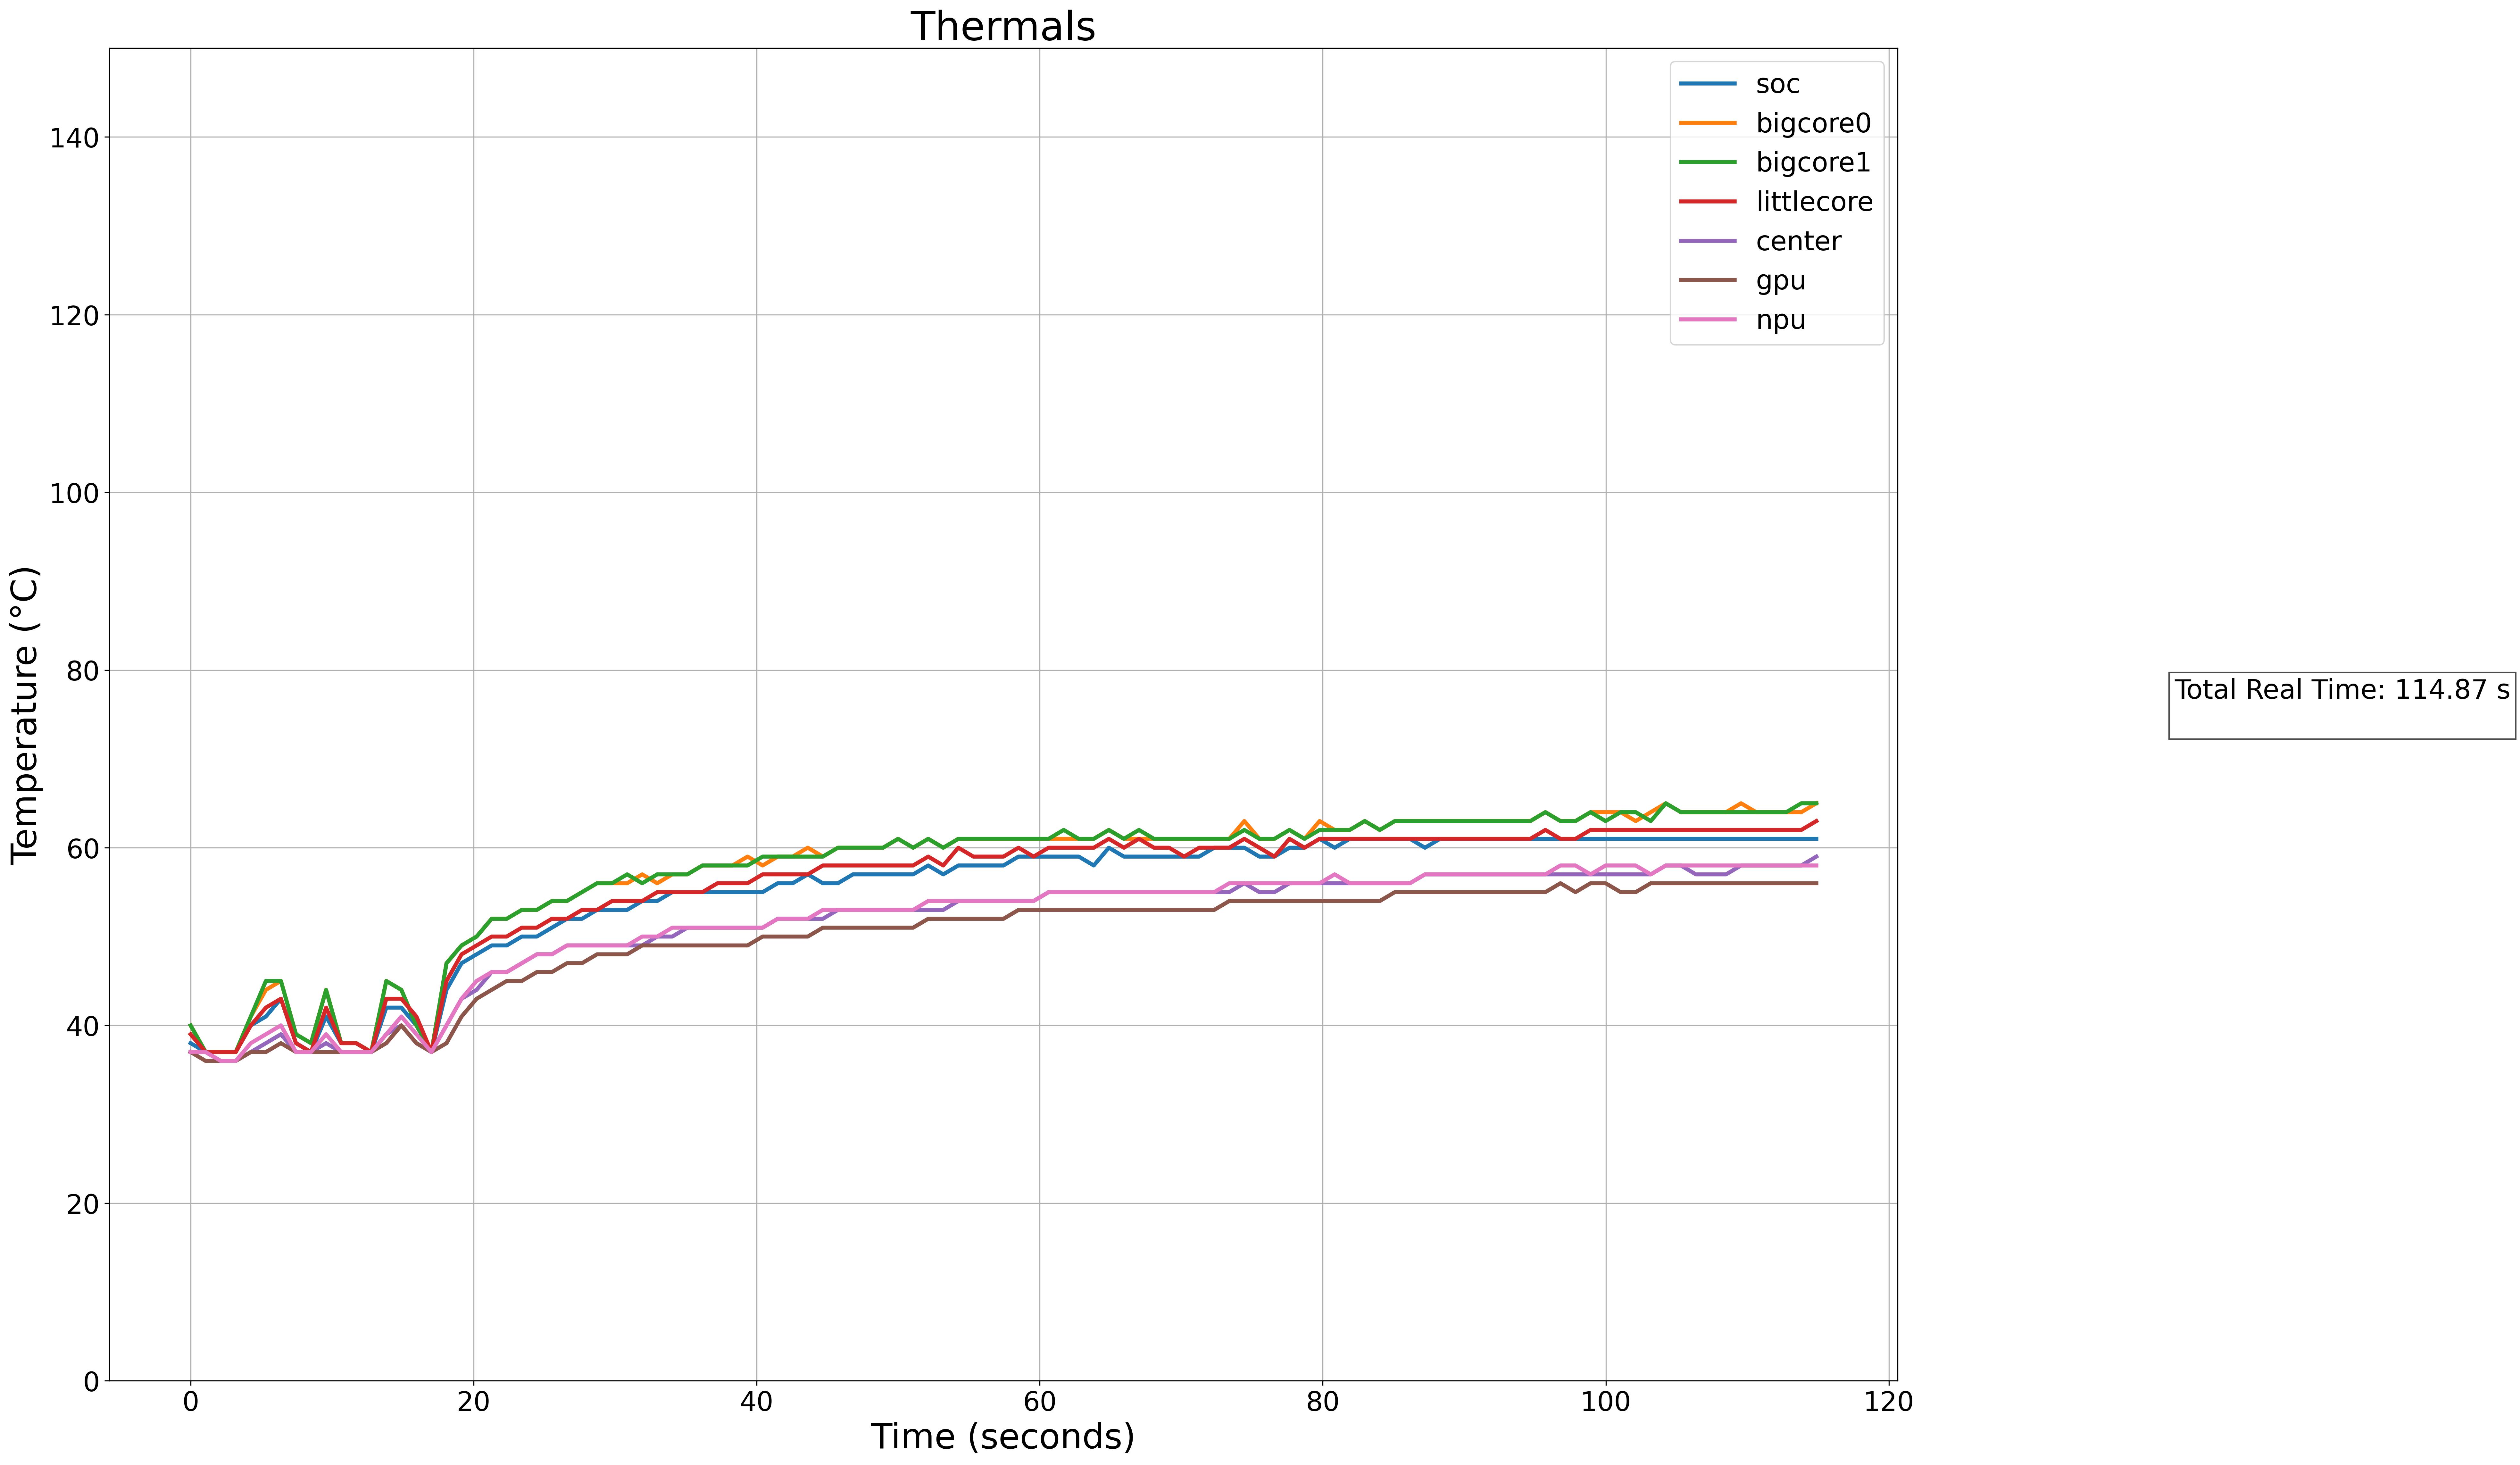 Thermals
soc
bigcore0
bigcore1
littlecore
center
gpu
npu
140
120
100
80
60
40
20
0
Temperature (°C)
0 20 40 60 80 100 120
Time (seconds)
Total Real Time: 114.87 s